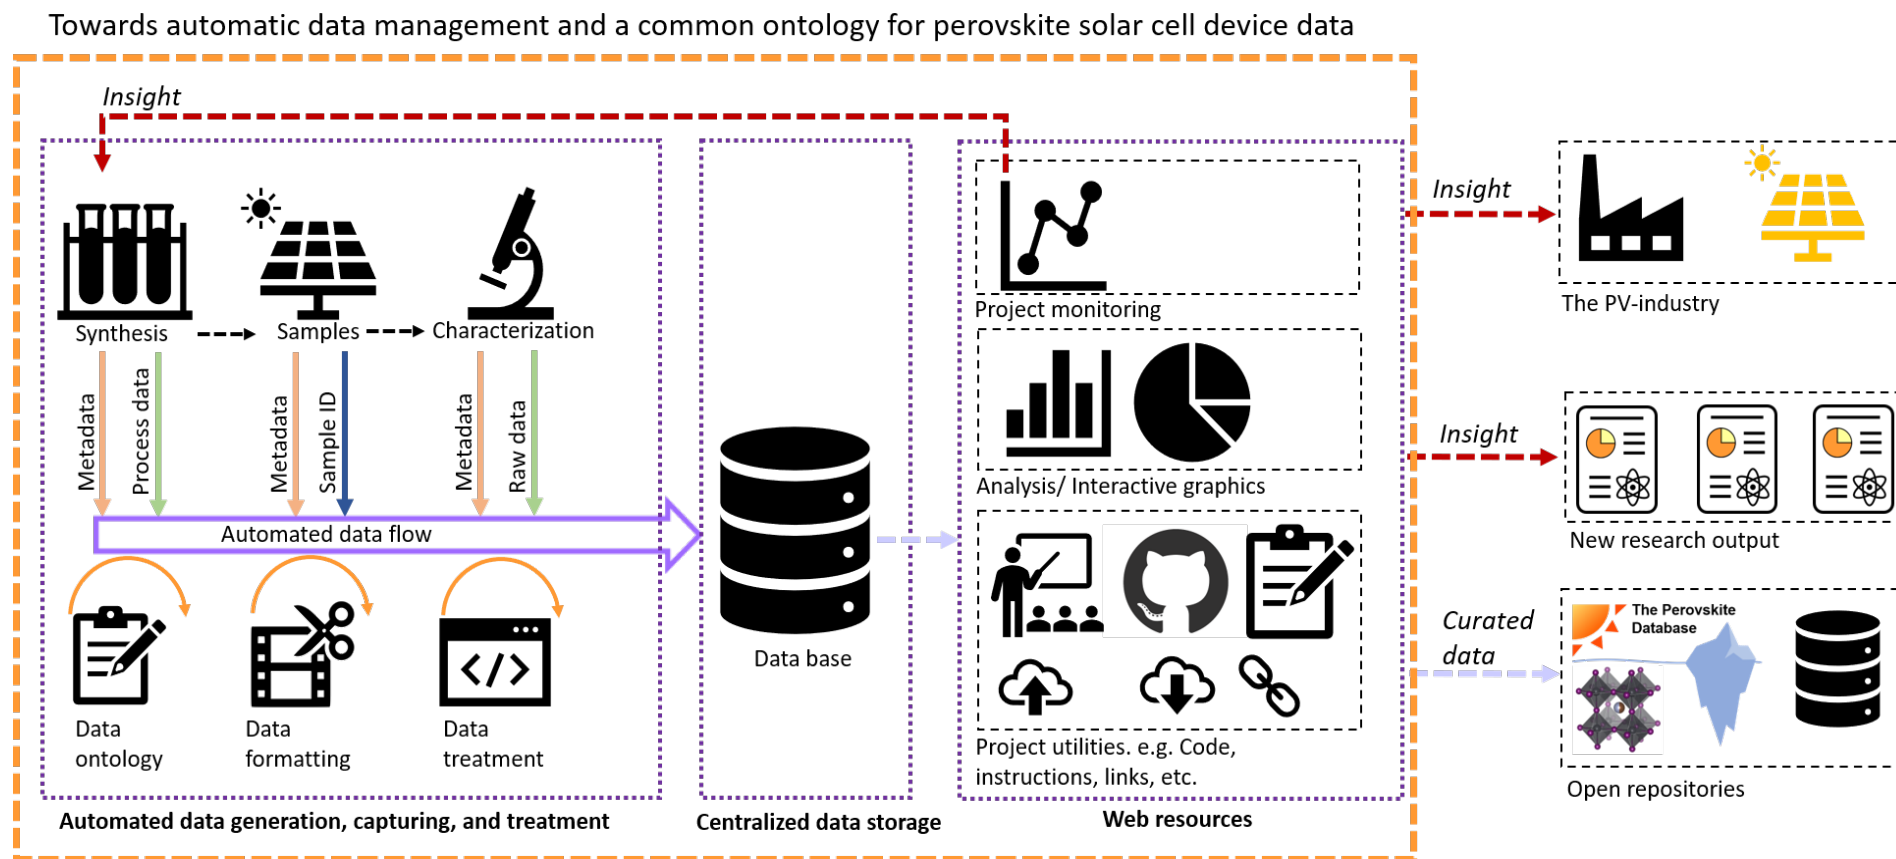 Towards automatic data management and a common ontology for perovskite solar cell device data
Insight
Synthesis
Samples
Characterization
Metadata
Process data
Metadata
Sample ID
Metadata
Raw data
Automated data flow
Data
ontology
Data
formatting
Data
treatment
Automated data generation, capturing, and treatment
Data base
Centralized data storage
Project monitoring
Analysis/ Interactive graphics
Project utilities. e.g. Code,
instructions, links, etc.
Web resources
Insight
The PV-industry
Insight
New research output
Curated
data
The Perovskite
Database
Open repositories